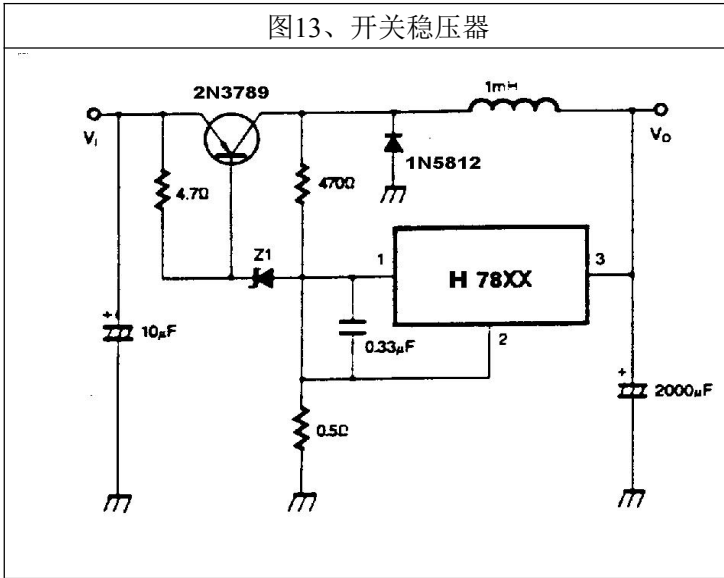 图13、开关稳压器
1mH
2N3789
VI
VO
1N5812
4.7Ω
470Ω
Z1
1
H 78XX
3
10μF
+
0.33μF
2
+
2000μF
0.5Ω